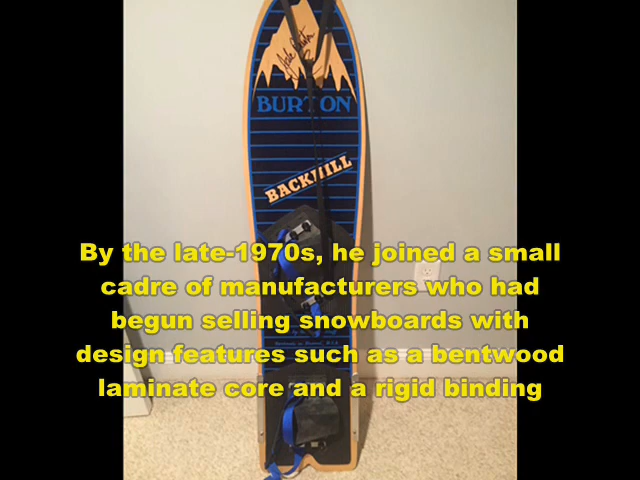 BURTON
BACKHILL
By the late-1970s, he joined a small
cadre of manufacturers who had
begun selling snowboards with
design features such as a bentwood
laminate core and a rigid binding